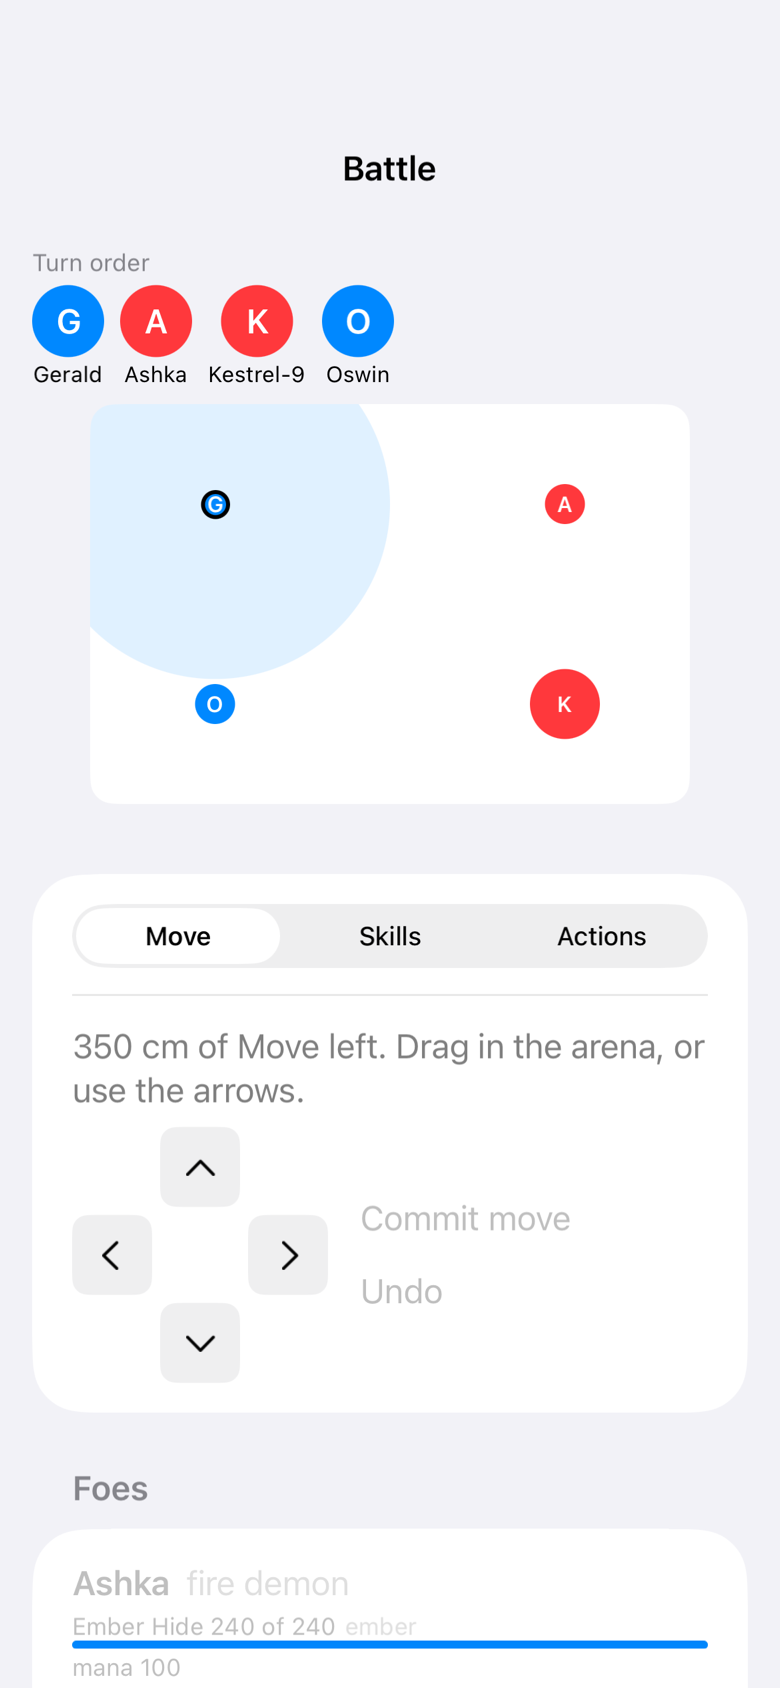 Battle
Turn order
G A K O
Gerald Ashka Kestrel-9 Oswin
G A
O K
Move Skills Actions
350 cm of Move left. Drag in the arena, or
use the arrows.
Commit move
Undo
Foes
Ashka fire demon
Ember Hide 240 of 240 ember
mana 100